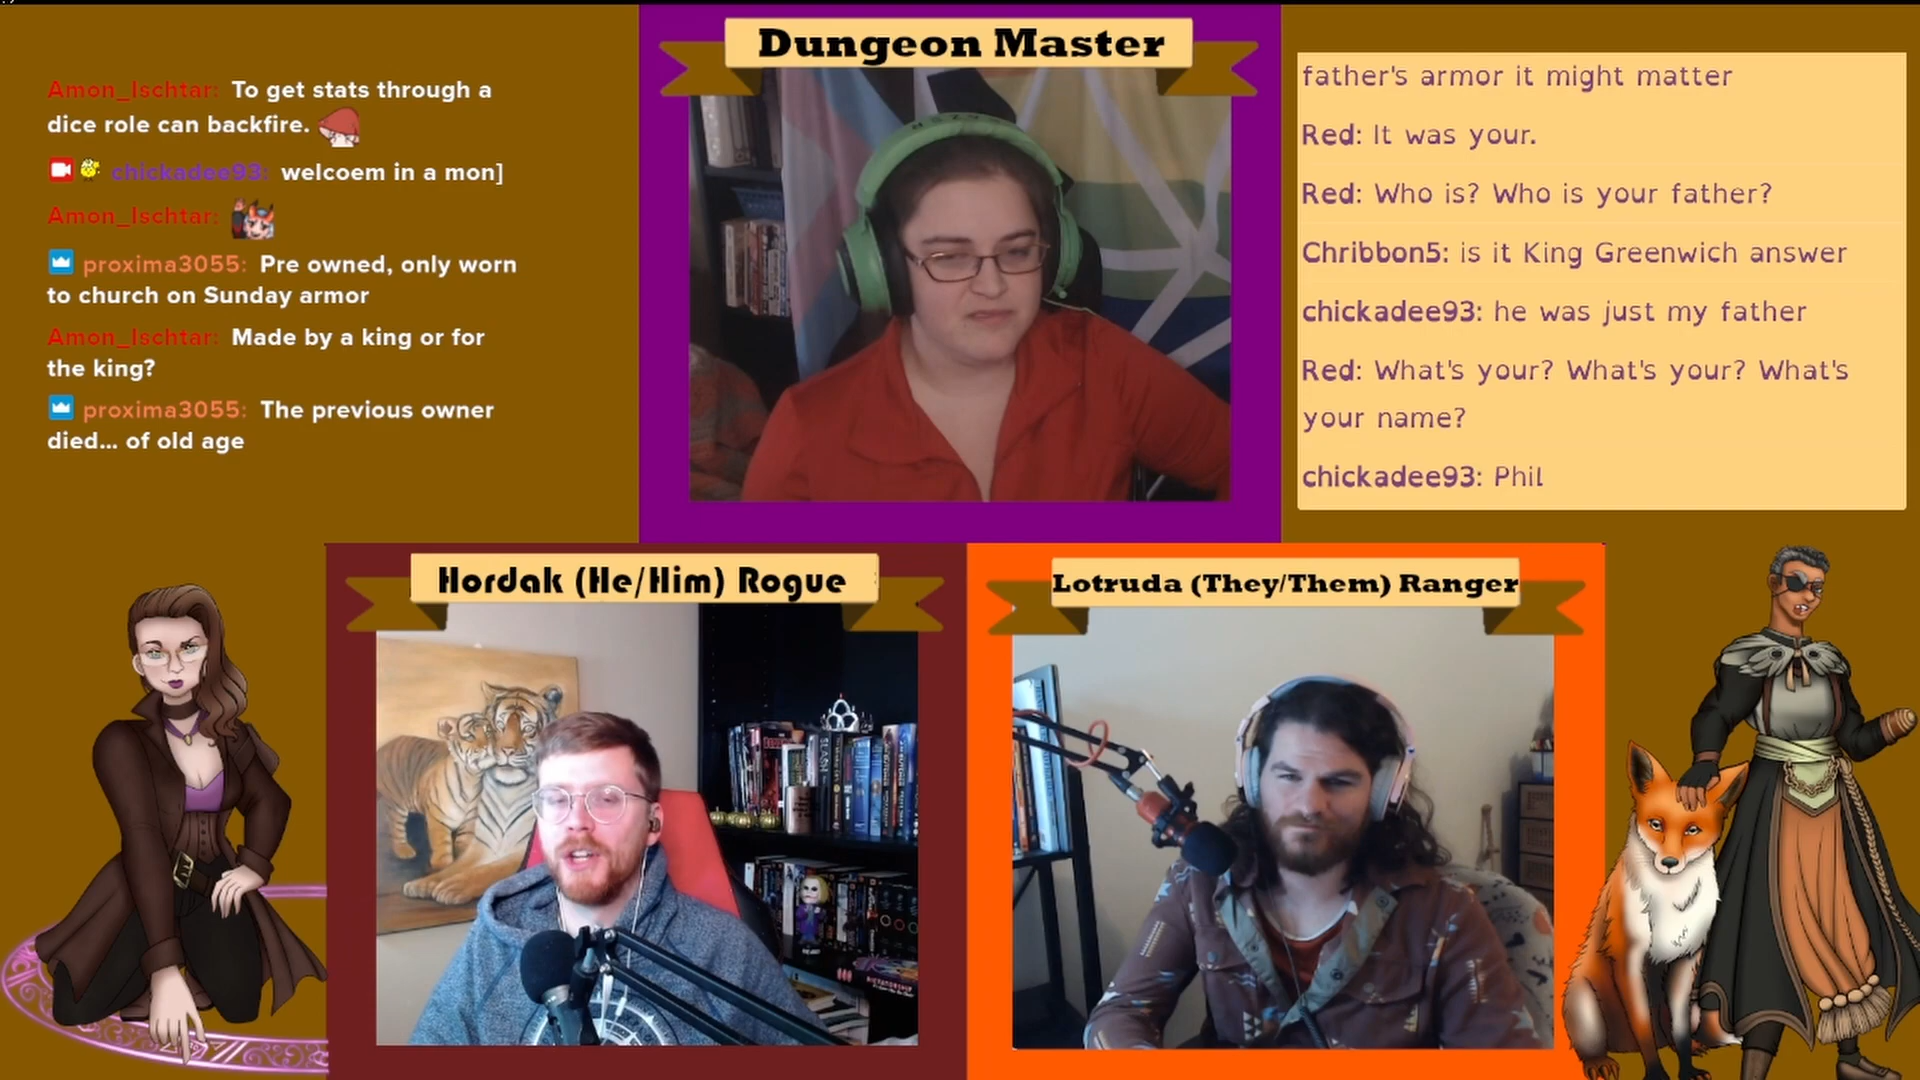 Amon_Ischtar: To get stats through a
dice role can backfire.
chickadee93: welcoem in a mon]
Amon_Ischtar:
proxima3055: Pre owned, only worn
to church on Sunday armor
Amon_Ischtar: Made by a king or for
the king?
proxima3055: The previous owner
died... of old age
Dungeon Master
father's armor it might matter
Red: It was your.
Red: Who is? Who is your father?
Chribbon5: is it King Greenwich answer
chickadee93: he was just my father
Red: What's your? What's your? What's
your name?
chickadee93: Phil
Hordak (He/Him) Rogue
Lotruda (They/Them) Ranger